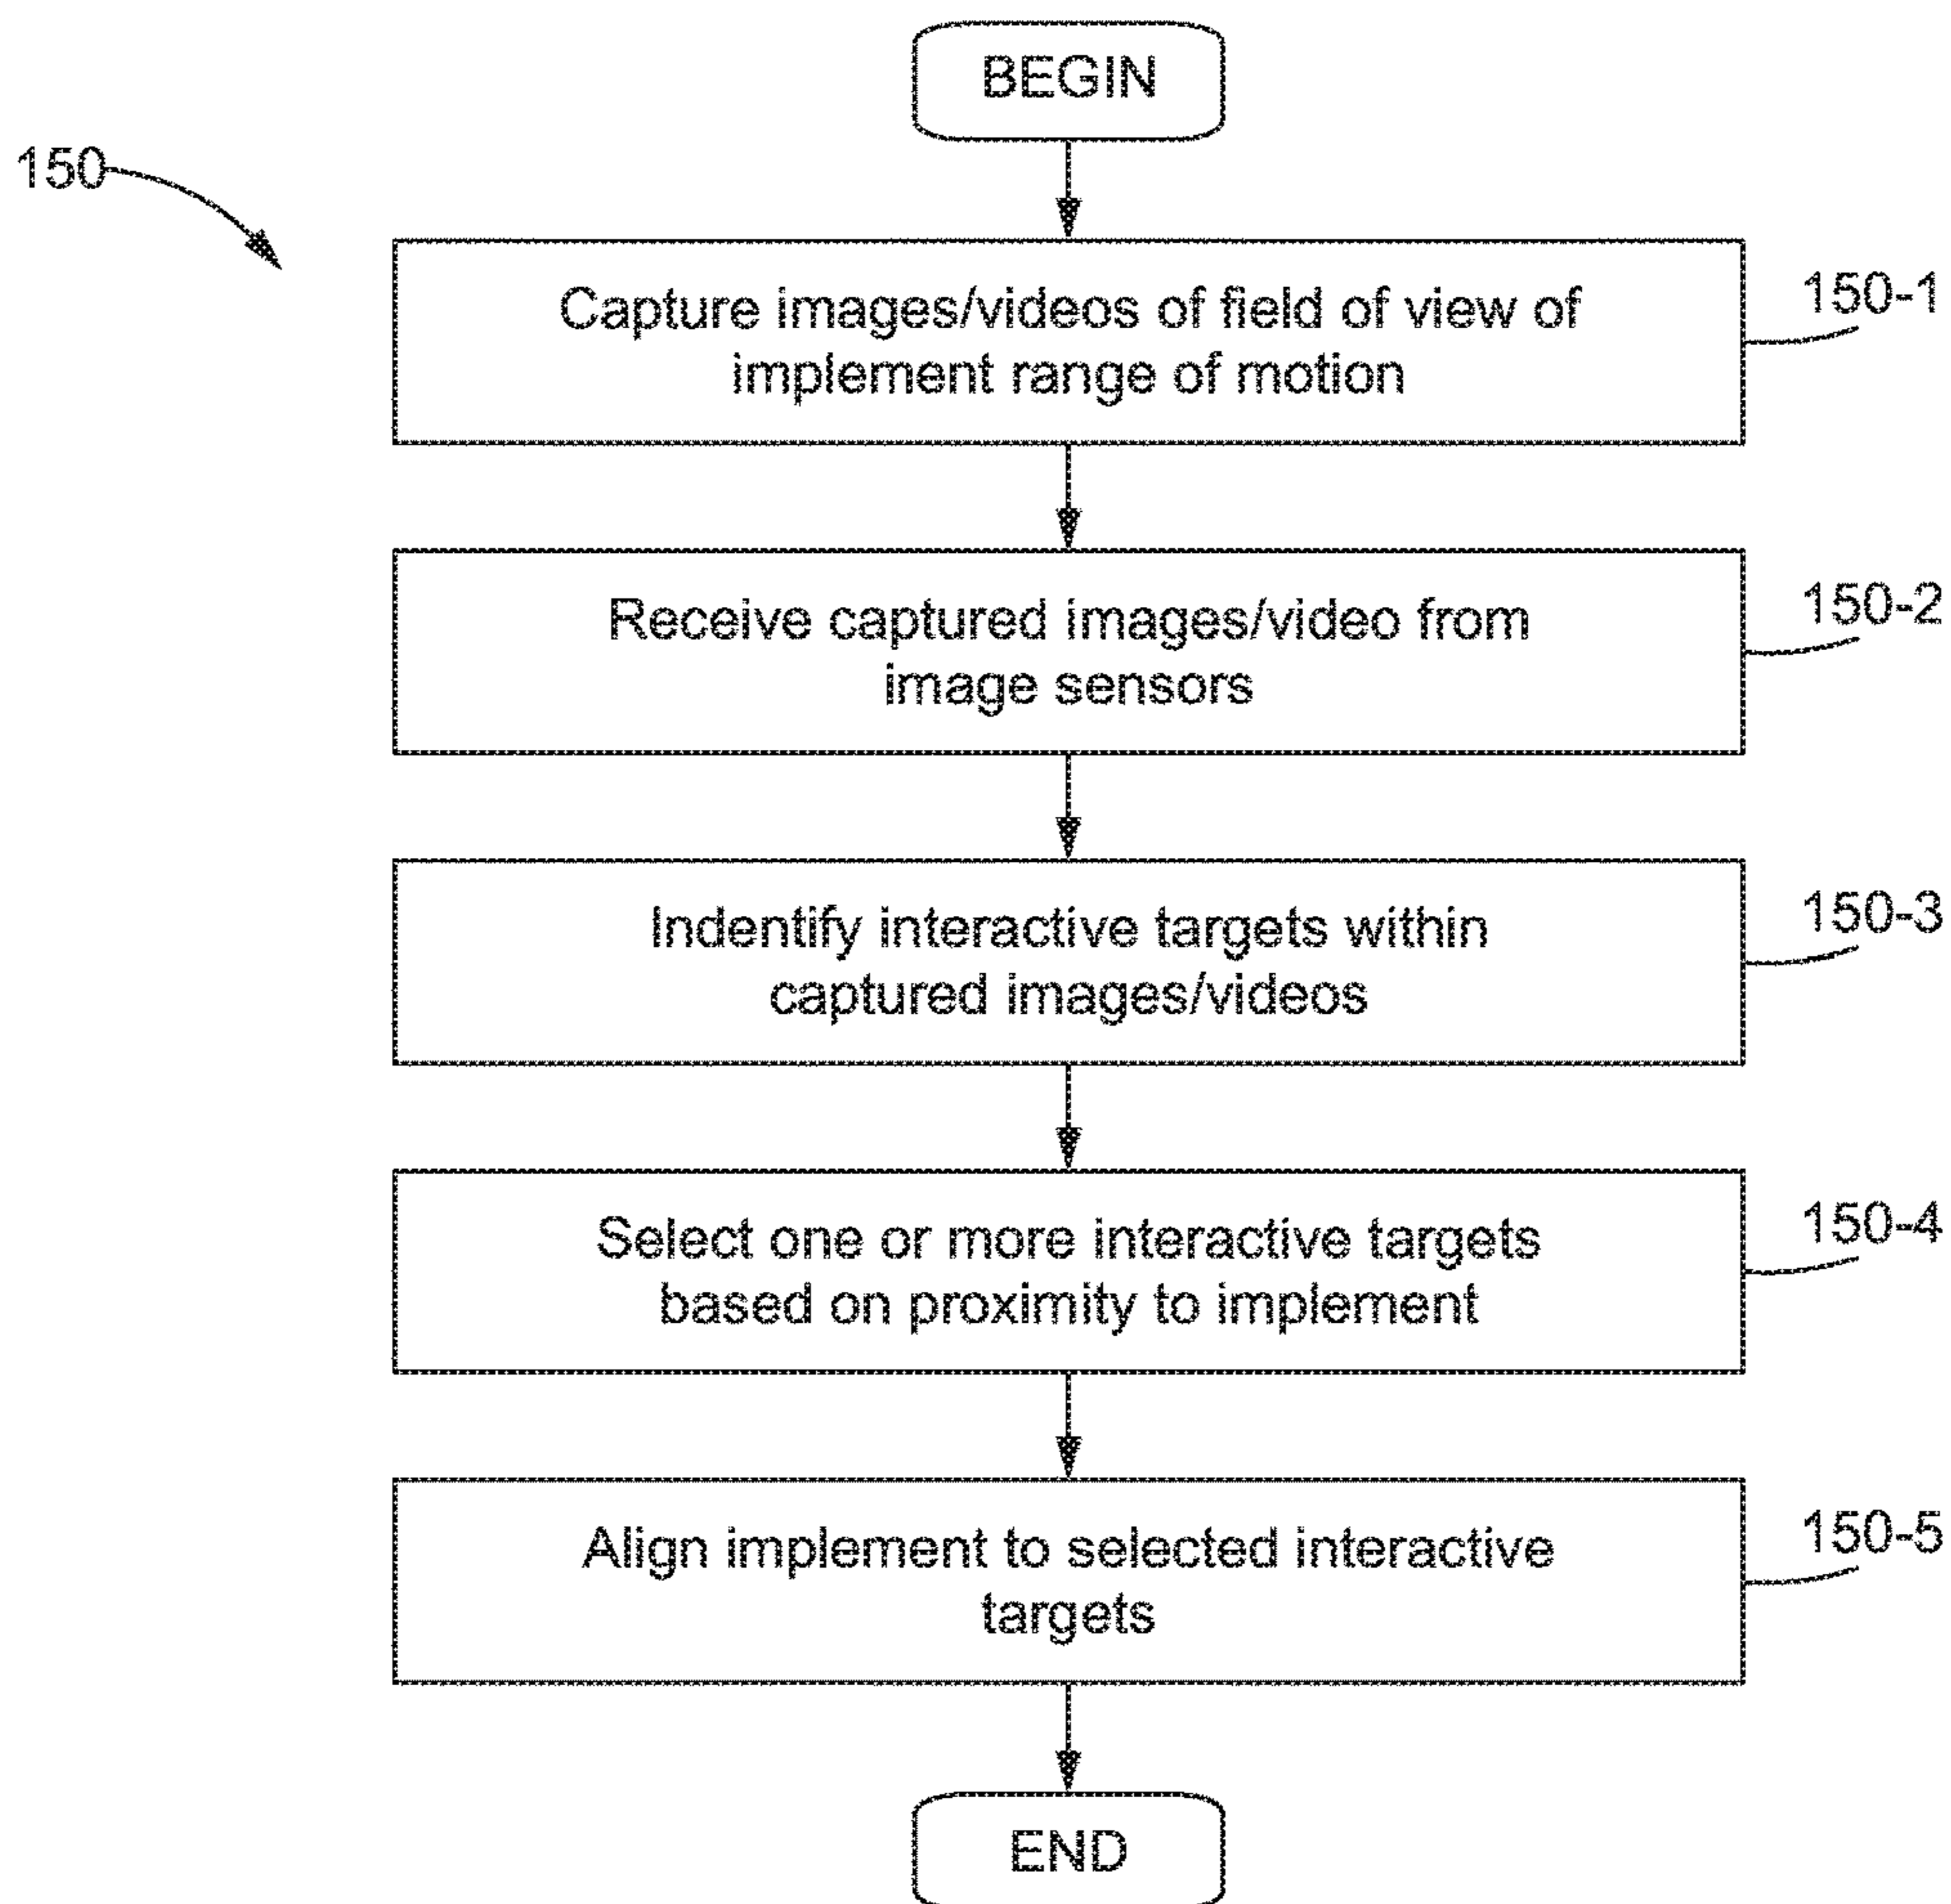 BEGIN
150
Capture images/videos of field of view of
implement range of motion
150-1
Receive captured images/video from
image sensors
150-2
Indentify interactive targets within
captured images/videos
150-3
Select one or more interactive targets
based on proximity to implement
150-4
Align implement to selected interactive
targets
150-5
END